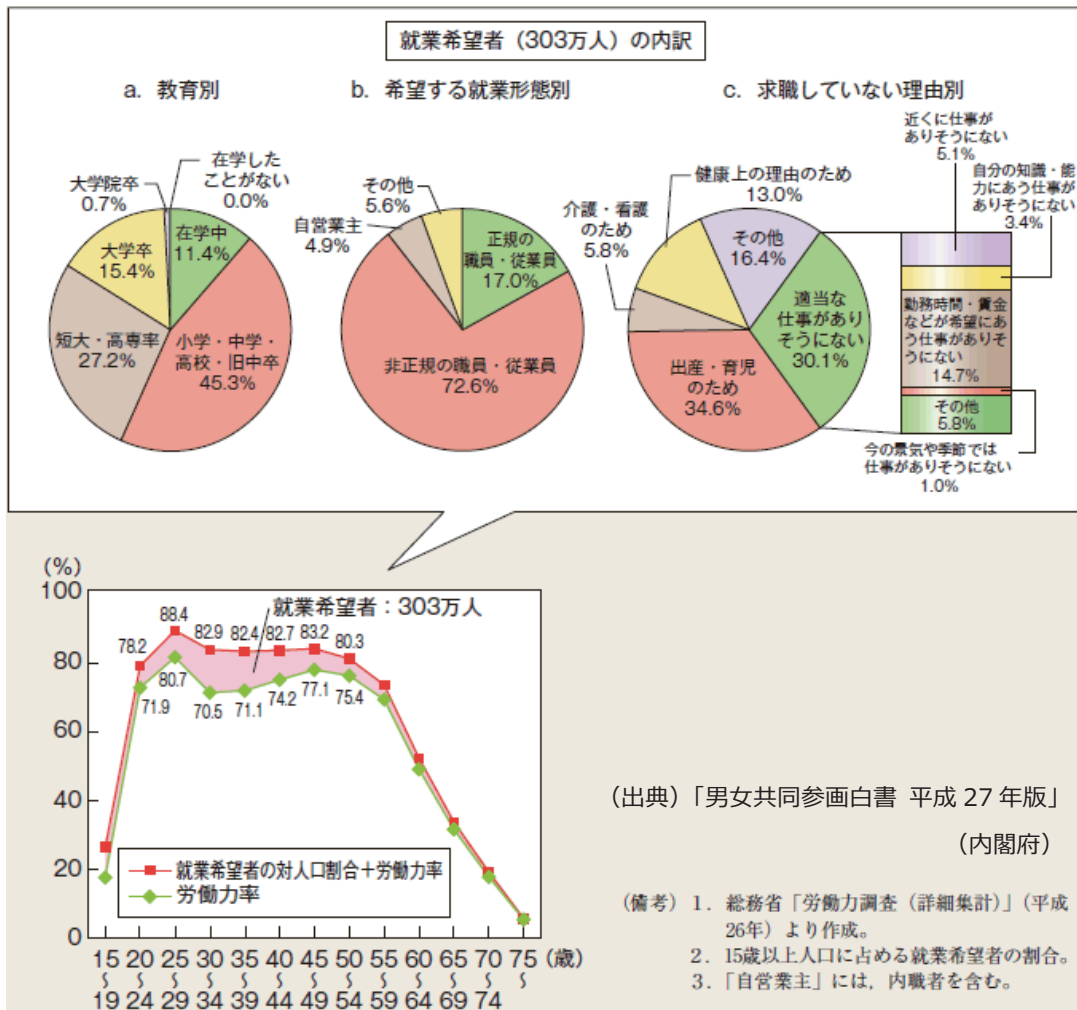 就業希望者（303万人）の内訳
a. 教育別
b. 希望する就業形態別
c. 求職していない理由別
在学した
ことがない
0.0%
大学院卒
0.7%
在学中
11.4%
大学卒
15.4%
短大・高専率
27.2%
小学・中学・
高校・旧中卒
45.3%
その他
5.6%
自営業主
4.9%
正規の
職員・従業員
17.0%
非正規の職員・従業員
72.6%
健康上の理由のため
13.0%
介護・看護
のため
5.8%
その他
16.4%
適当な
仕事があり
そうにない
30.1%
出産・育児
のため
34.6%
近くに仕事が
ありそうにない
5.1%
自分の知識・能
力にあう仕事が
ありそうにない
3.4%
勤務時間・賃金
などが希望にあ
う仕事がありそ
うにない
14.7%
その他
5.8%
今の景気や季節では
仕事がありそうにない
1.0%
(%)
100
80
60
40
20
0
就業希望者：303万人
78.2
88.4
82.9
82.4
82.7
83.2
80.3
71.9
80.7
70.5
71.1
74.2
77.1
75.4
就業希望者の対人口割合＋労働力率
労働力率
15 20 25 30 35 40 45 50 55 60 65 70 75 (歳)
〜 〜 〜 〜 〜 〜 〜 〜 〜 〜 〜 〜 〜
19 24 29 34 39 44 49 54 59 64 69 74
（出典）「男女共同参画白書 平成 27 年版」
（内閣府）
（備考）1．総務省「労働力調査（詳細集計）」（平成
26年）より作成。
2．15歳以上人口に占める就業希望者の割合。
3．「自営業主」には，内職者を含む。